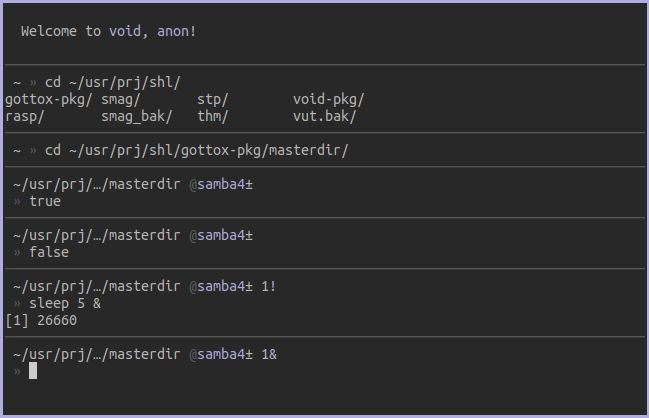 Welcome to void, anon!
~ » cd ~/usr/prj/shl/
gottox-pkg/ smag/ stp/ void-pkg/
rasp/ smag_bak/ thm/ vut.bak/
~ » cd ~/usr/prj/shl/gottox-pkg/masterdir/
~/usr/prj/…/masterdir @samba4±
» true
~/usr/prj/…/masterdir @samba4±
» false
~/usr/prj/…/masterdir @samba4± 1!
» sleep 5 &
[1] 26660
~/usr/prj/…/masterdir @samba4± 1&
»